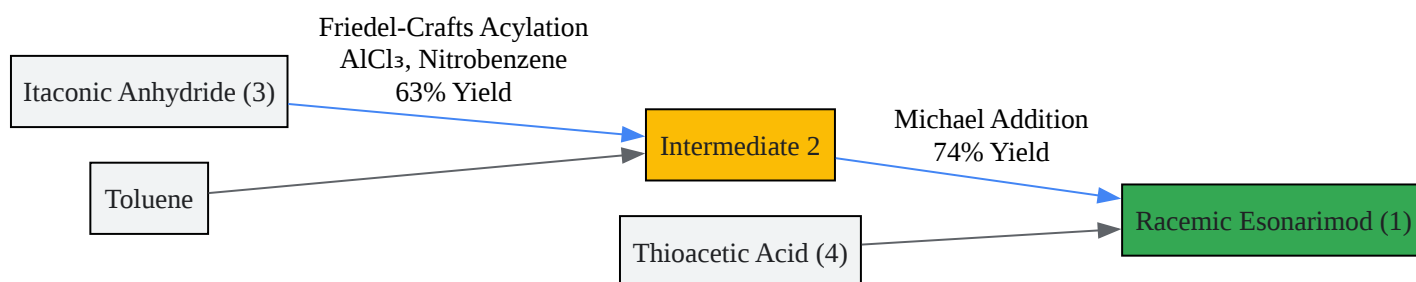 Friedel-Crafts Acylation
AlCl₃, Nitrobenzene
63% Yield
Itaconic Anhydride (3)
Toluene
Intermediate 2
Michael Addition
74% Yield
Thioacetic Acid (4)
Racemic Esonarimod (1)